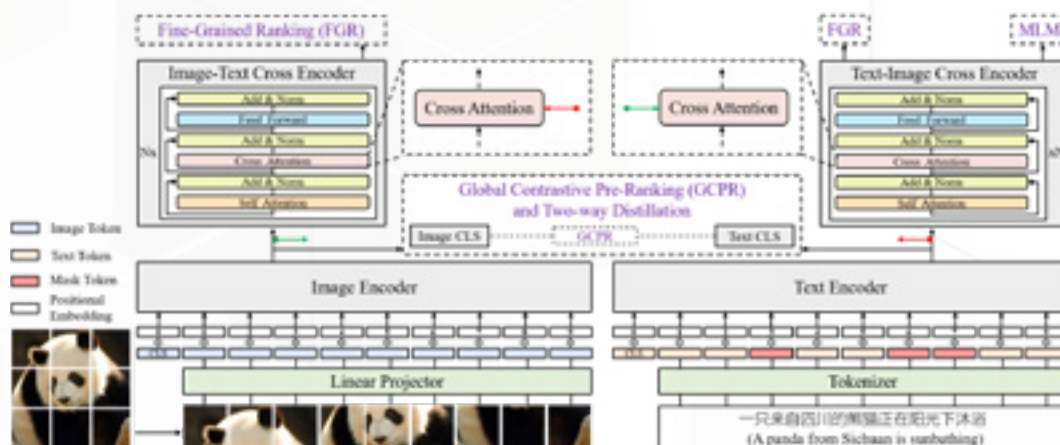 Fine-Grained Ranking (FGR)
FGR
MLM
Image-Text Cross Encoder
Add & Norm
Feed Forward
Add & Norm
Cross Attention
Add & Norm
Self Attention
Nx
Cross Attention
Cross Attention
Text-Image Cross Encoder
Add & Norm
Feed Forward
Add & Norm
Cross Attention
Add & Norm
Self Attention
Global Contrastive Pre-Ranking (GCPR)
and Two-way Distillation
Image CLS
GCPR
Text CLS
Image Token
Text Token
Mask Token
Positional
Embedding
Image Encoder
Text Encoder
CLS
CLS
Linear Projector
Tokenizer
一只来自四川的熊猫正在阳光下沐浴
(A panda from Sichuan is sunbathing)